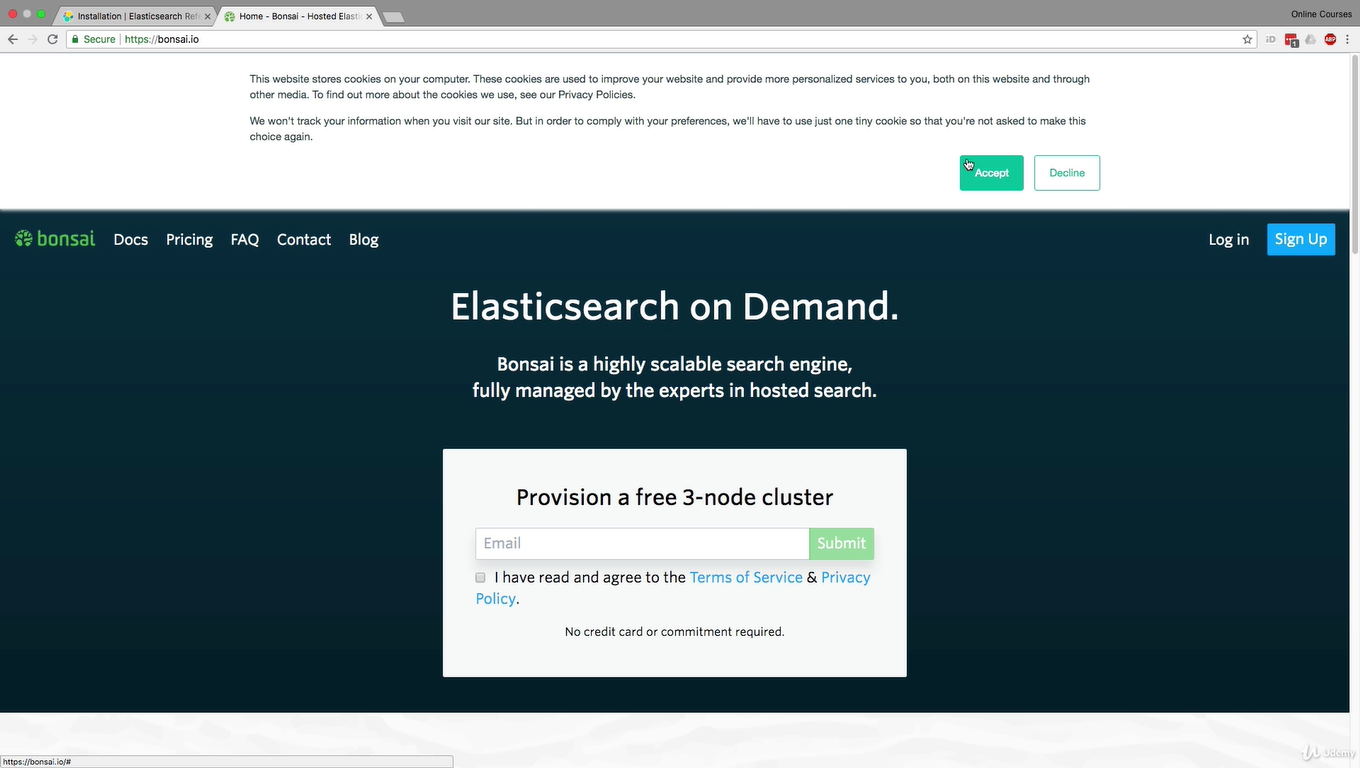 Installation | Elasticsearch Ref
Home - Bonsai - Hosted Elastic
Online Courses
Secure
https://bonsai.io
iD
1
ABP
This website stores cookies on your computer. These cookies are used to improve your website and provide more personalized services to you, both on this website and through
other media. To find out more about the cookies we use, see our Privacy Policies.
We won't track your information when you visit our site. But in order to comply with your preferences, we'll have to use just one tiny cookie so that you're not asked to make this
choice again.
Accept
Decline
bonsai
Docs
Pricing
FAQ
Contact
Blog
Log in
Sign Up
Elasticsearch on Demand.
Bonsai is a highly scalable search engine,
fully managed by the experts in hosted search.
Provision a free 3-node cluster
Email
Submit
I have read and agree to the Terms of Service & Privacy
Policy.
No credit card or commitment required.
https://bonsai.io/#
Udemy